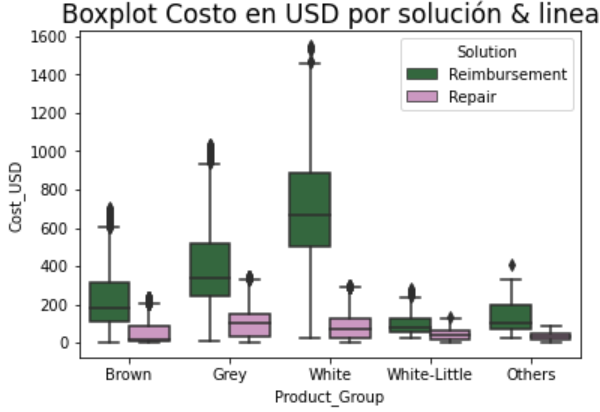 Boxplot Costo en USD por solución & linea
1600
1400
1200
1000
800
600
400
200
0
Cost_USD
Solution
Reimbursement
Repair
Brown
Grey
White
White-Little
Others
Product_Group